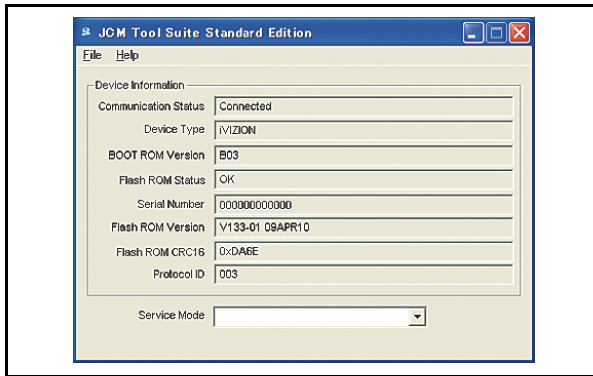 JCM Tool Suite Standard Edition
File Help
Device Information
Communication Status Connected
Device Type iVIZION
BOOT ROM Version B03
Flash ROM Status OK
Serial Number 000000000000
Flash ROM Version V133-01 09APR10
Flash ROM CRC16 0xDA6E
Protocol ID 003
Service Mode